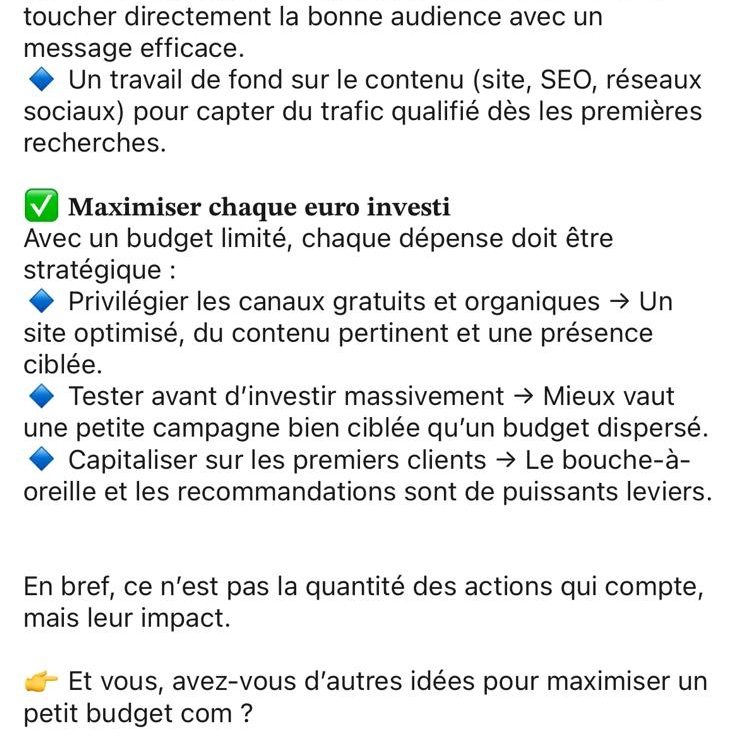 toucher directement la bonne audience avec un
message efficace.
🔷 Un travail de fond sur le contenu (site, SEO, réseaux
sociaux) pour capter du trafic qualifié dès les premières
recherches.
✅ Maximiser chaque euro investi
Avec un budget limité, chaque dépense doit être
stratégique :
🔷 Privilégier les canaux gratuits et organiques → Un
site optimisé, du contenu pertinent et une présence
ciblée.
🔷 Tester avant d’investir massivement → Mieux vaut
une petite campagne bien ciblée qu’un budget dispersé.
🔷 Capitaliser sur les premiers clients → Le bouche-à-
oreille et les recommandations sont de puissants leviers.
En bref, ce n’est pas la quantité des actions qui compte,
mais leur impact.
👉 Et vous, avez-vous d’autres idées pour maximiser un
petit budget com ?